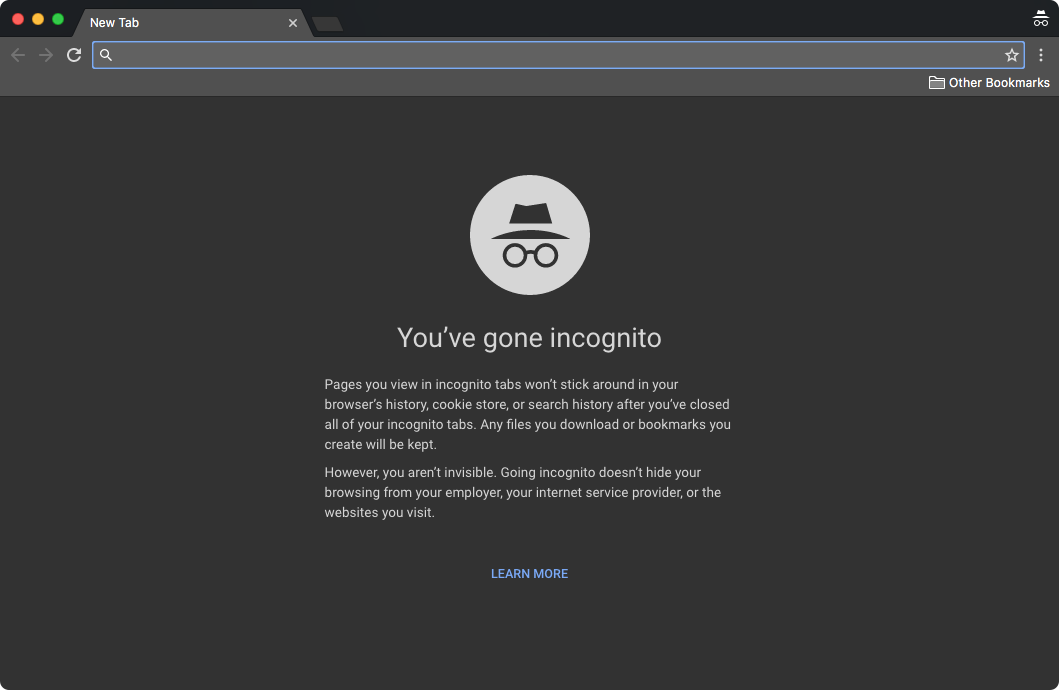 New Tab
Other Bookmarks
You’ve gone incognito
Pages you view in incognito tabs won’t stick around in your
browser’s history, cookie store, or search history after you’ve closed
all of your incognito tabs. Any files you download or bookmarks you
create will be kept.
However, you aren’t invisible. Going incognito doesn’t hide your
browsing from your employer, your internet service provider, or the
websites you visit.
LEARN MORE